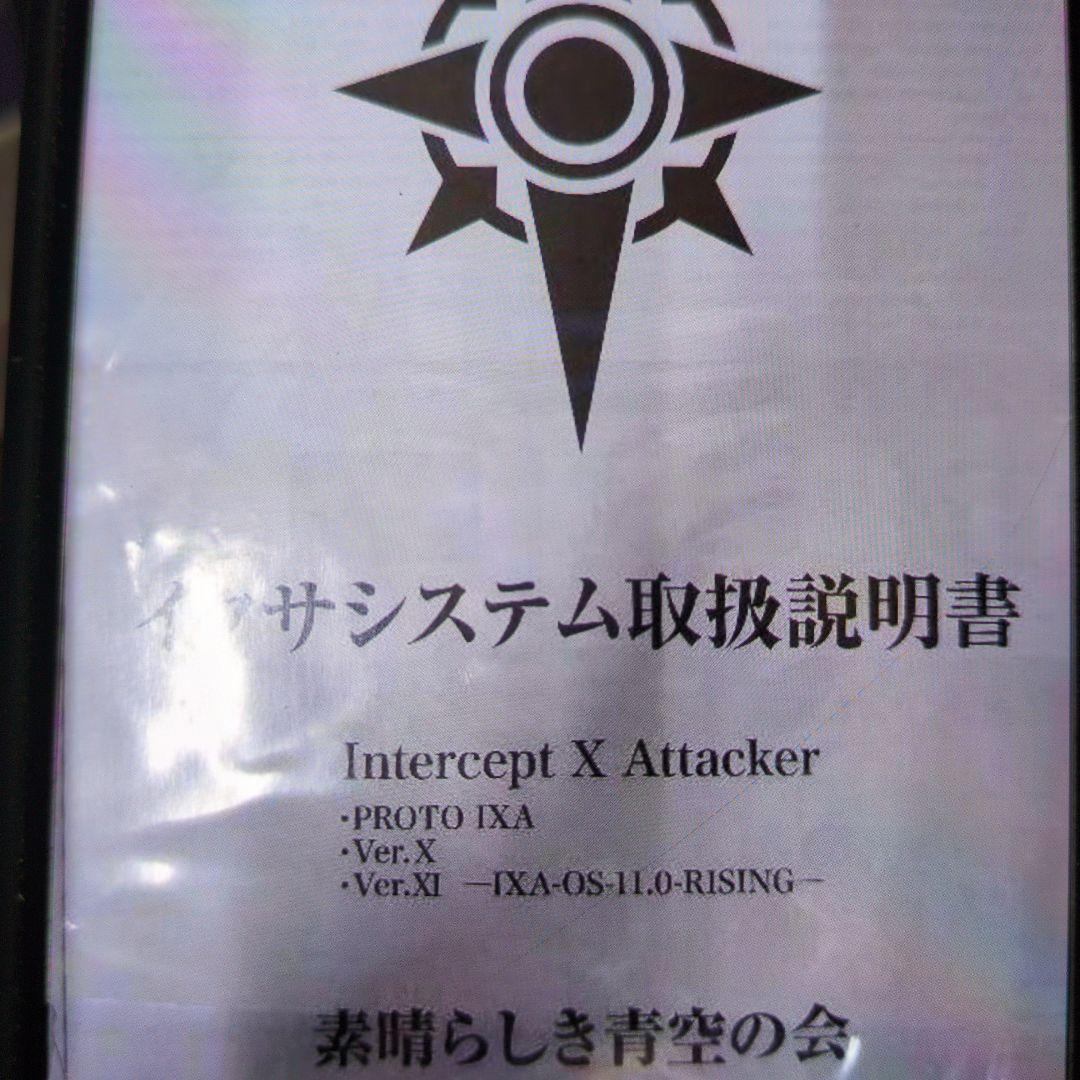 イクサシステム取扱説明書
Intercept X Attacker
・PROTO IXA
・Ver.X
・Ver.XI ―IXA-OS-11.0-RISING―
素晴らしき青空の会